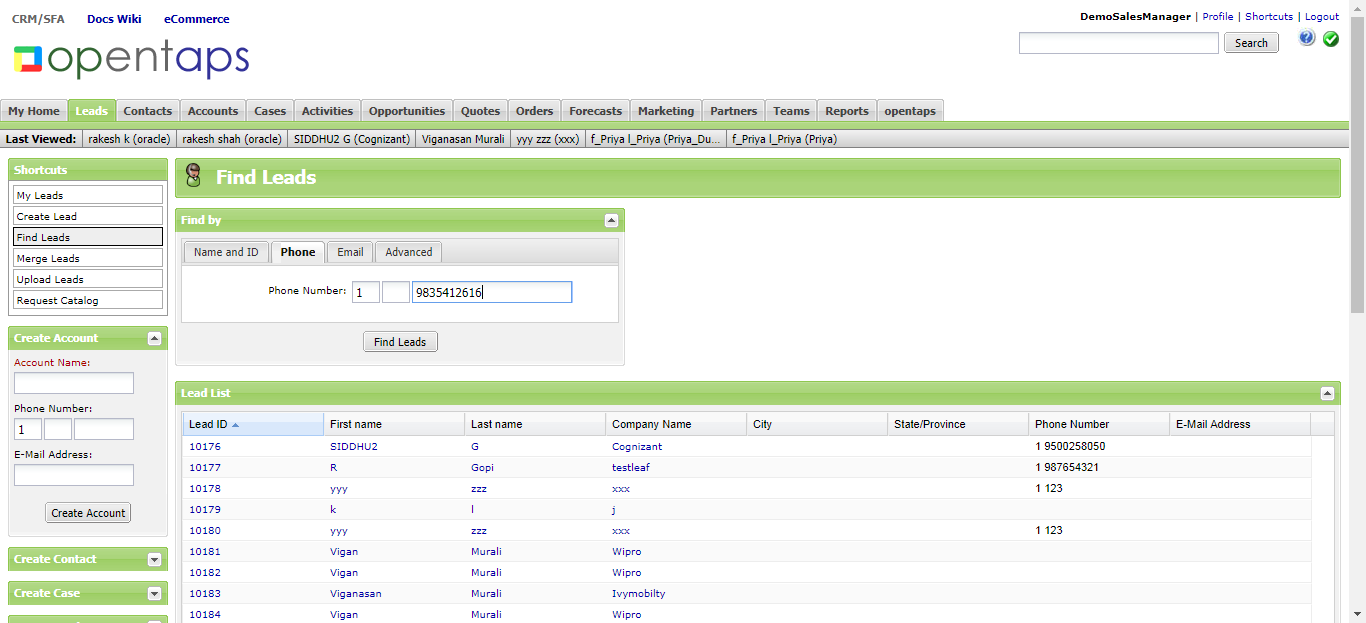 CRM/SFA Docs Wiki eCommerce
DemoSalesManager | Profile | Shortcuts | Logout
opentaps
Search
My Home Leads Contacts Accounts Cases Activities Opportunities Quotes Orders Forecasts Marketing Partners Teams Reports opentaps
Last Viewed: rakesh k (oracle) rakesh shah (oracle) SIDDHU2 G (Cognizant) Viganasan Murali yyy zzz (xxx) f_Priya l_Priya (Priya_Du... f_Priya l_Priya (Priya)
Shortcuts
My Leads
Create Lead
Find Leads
Merge Leads
Upload Leads
Request Catalog
Create Account
Account Name:
Phone Number:
1
E-Mail Address:
Create Account
Create Contact
Create Case
Find Leads
Find by
Name and ID Phone Email Advanced
Phone Number: 1 9835412616
Find Leads
Lead List
Lead ID First name Last name Company Name City State/Province Phone Number E-Mail Address
10176 SIDDHU2 G Cognizant 1 9500258050
10177 R Gopi testleaf 1 987654321
10178 yyy zzz xxx 1 123
10179 k l j
10180 yyy zzz xxx 1 123
10181 Vigan Murali Wipro
10182 Vigan Murali Wipro
10183 Viganasan Murali Ivymobilty
10184 Vigan Murali Wipro